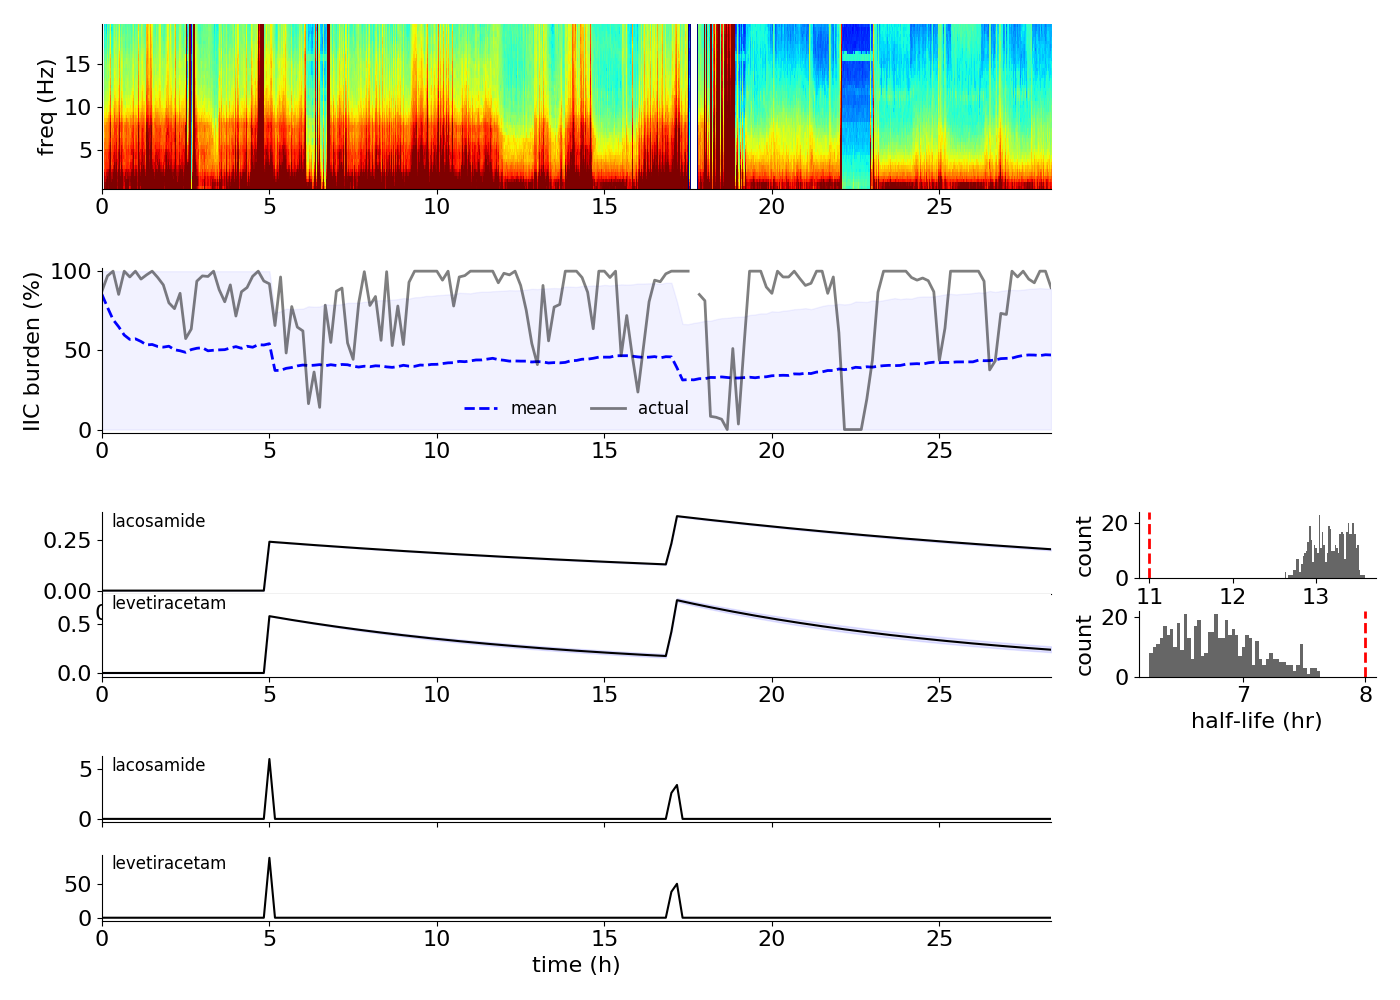 freq (Hz)
15
10
5
0 5 10 15 20 25
IIC burden (%)
100
50
0
mean actual
0 5 10 15 20 25
lacosamide
0.25
0.00
0
count
20
0
11 12 13
levetiracetam
0.5
0.0
0 5 10 15 20 25
count
20
0
7 8
half-life (hr)
lacosamide
5
0
levetiracetam
50
0
0 5 10 15 20 25
time (h)